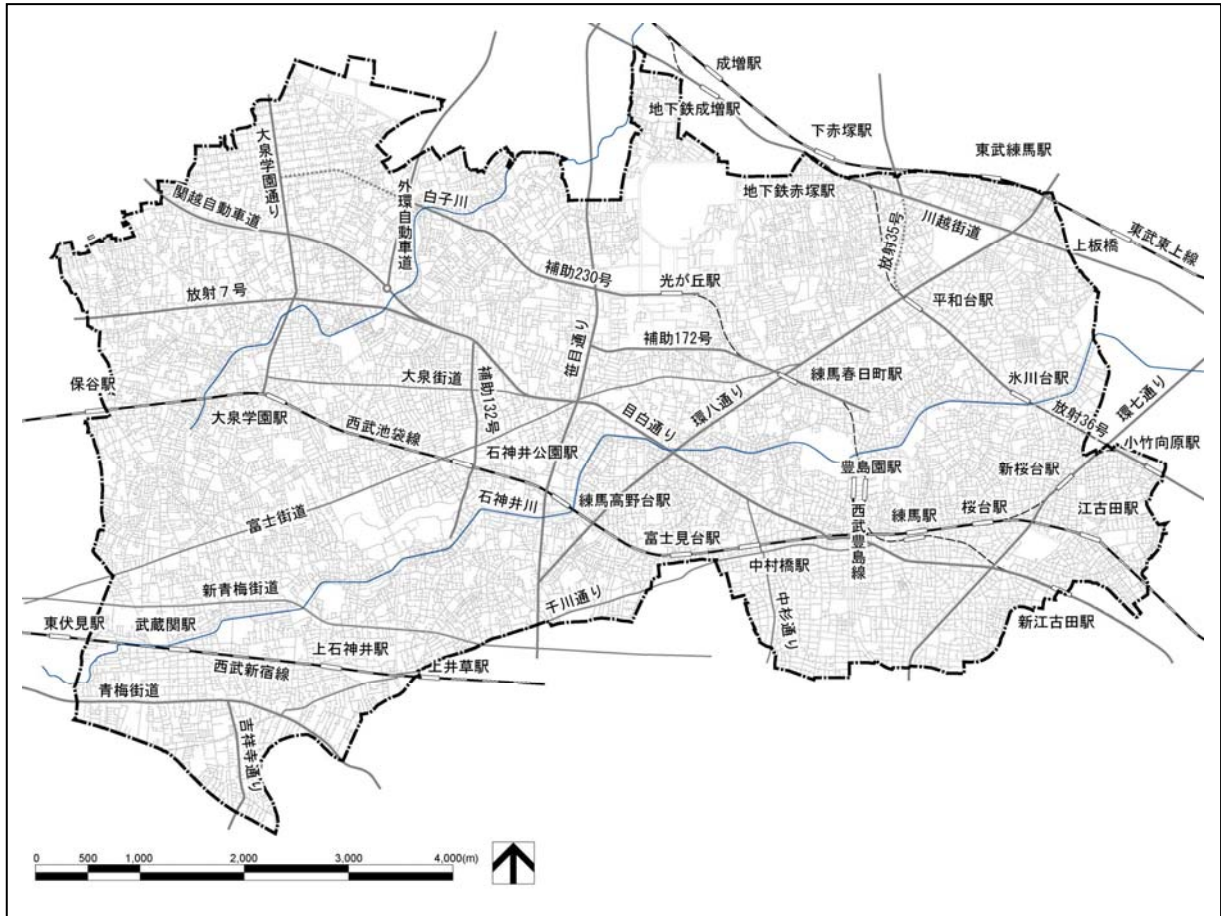 成増駅
地下鉄成増駅
下赤塚駅
東武練馬駅
大泉学園通り
関越自動車道
外環自動車道
白子川
地下鉄赤塚駅
川越街道
放射35号
上板橋
東武東上線
放射7号
補助230号
光が丘駅
平和台駅
笹目通り
補助172号
保谷駅
大泉学園駅
大泉街道
補助132号
練馬春日町駅
氷川台駅
環七通り
放射36号
西武池袋線
石神井公園駅
目白通り
環八通り
小竹向原駅
豊島園駅
新桜台駅
富士街道
石神井川
練馬高野台駅
富士見台駅
西武豊島線
練馬駅
桜台駅
江古田駅
中村橋駅
新青梅街道
千川通り
中杉通り
新江古田駅
東伏見駅
武蔵関駅
上石神井駅
上井草駅
西武新宿線
青梅街道
吉祥寺通り
0 500 1,000 2,000 3,000 4,000(m)